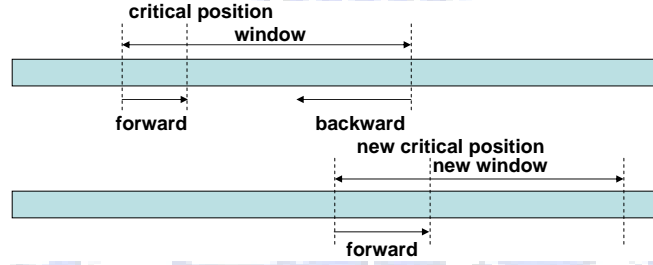 critical position
window
forward backward
new critical position
new window
forward